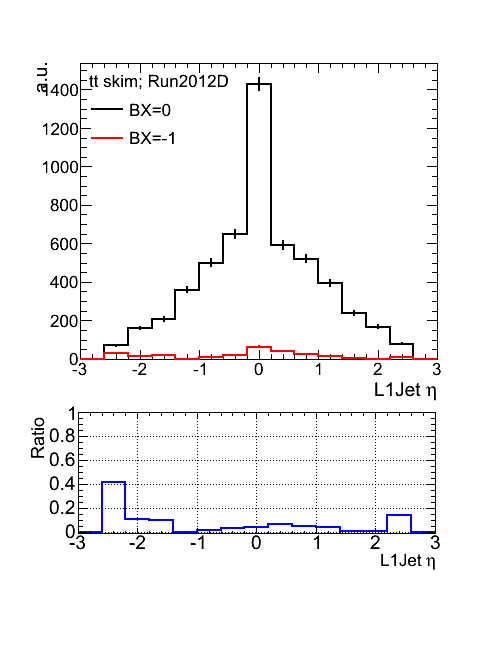 a.u.
tt skim; Run2012D
BX=0
BX=-1
1400
1200
1000
800
600
400
200
0
-3 -2 -1 0 1 2 3
L1Jet η
Ratio
1
0.8
0.6
0.4
0.2
0
-3 -2 -1 0 1 2 3
L1Jet η